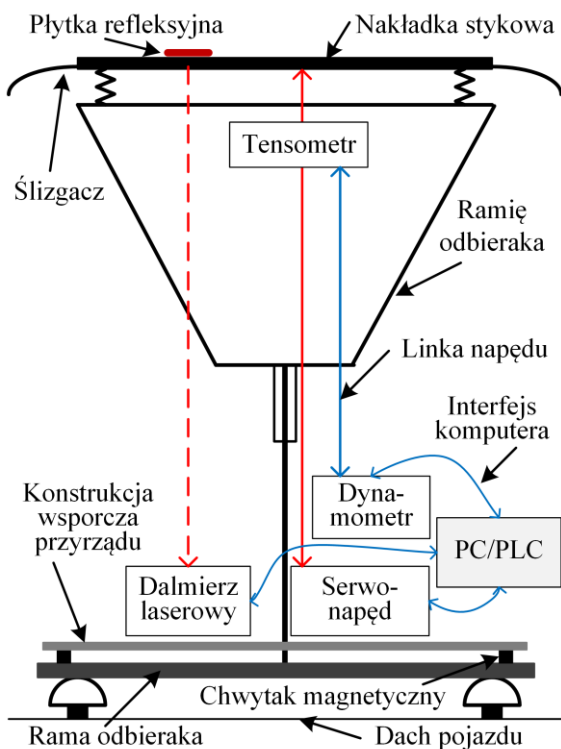 Płytka refleksyjna
Nakładka stykowa
Tensometr
Ślizgacz
Ramię
odbieraka
Linka napędu
Interfejs
komputera
Konstrukcja
wsporcza
przyrządu
Dyna-
mometr
PC/PLC
Dalmierz
laserowy
Serwo-
napęd
Chwytak magnetyczny
Rama odbieraka
Dach pojazdu